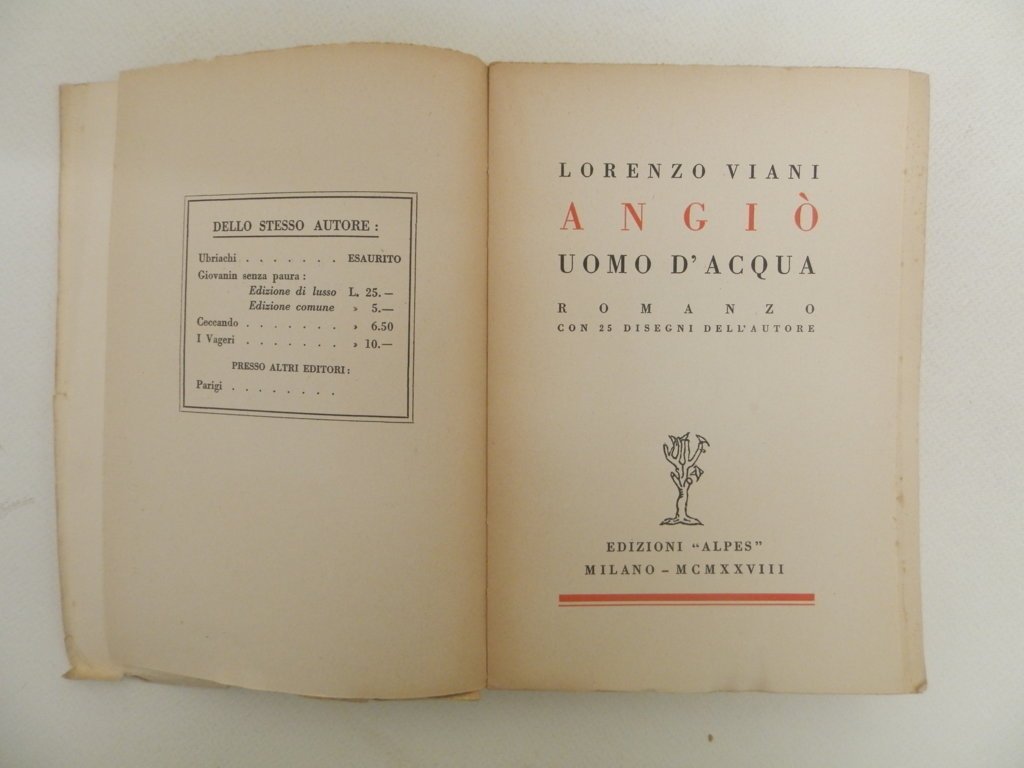 DELLO STESSO AUTORE :
Ubriachi . . . . . . . ESAURITO
Giovanin senza paura :
Edizione di lusso L. 25.—
Edizione comune » 5.—
Ceccando . . . . . . . » 6.50
I Vageri . . . . . . . » 10.—
PRESSO ALTRI EDITORI :
Parigi . . . . . . . .
LORENZO VIANI
ANGIÒ
UOMO D'ACQUA
ROMANZO
CON 25 DISEGNI DELL'AUTORE
EDIZIONI “ALPES”
MILANO – MCMXXVIII